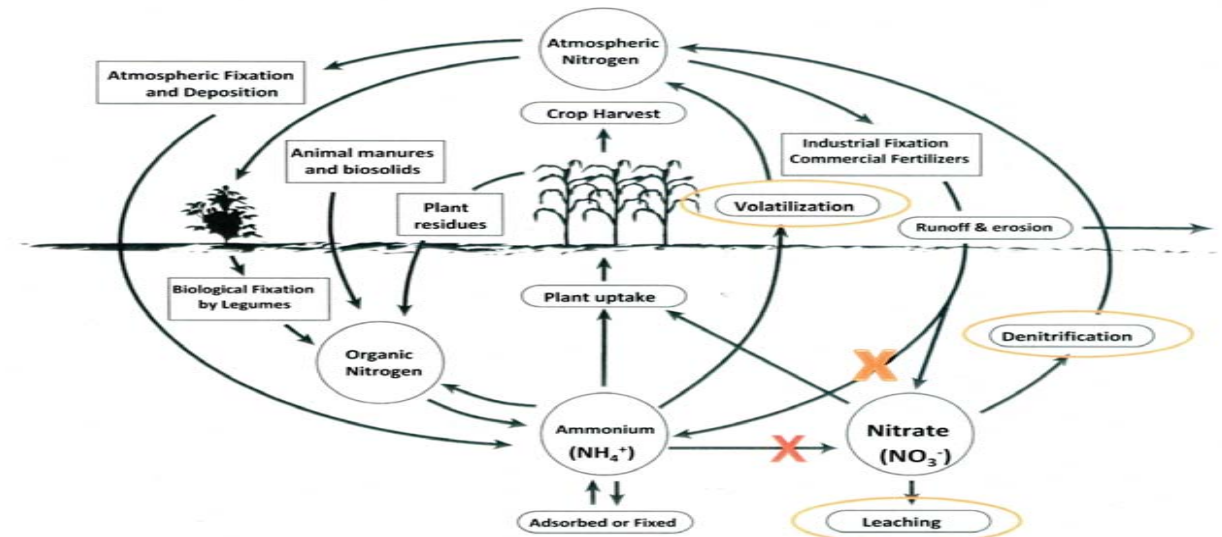 Atmospheric
Nitrogen
Atmospheric Fixation
and Deposition
Crop Harvest
Industrial Fixation
Commercial Fertilizers
Animal manures
and biosolids
Plant
residues
Volatilization
Runoff & erosion
Biological Fixation
by Legumes
Plant uptake
Denitrification
Organic
Nitrogen
Ammonium
(NH₄⁺)
X
X
Nitrate
(NO₃⁻)
Adsorbed or Fixed
Leaching